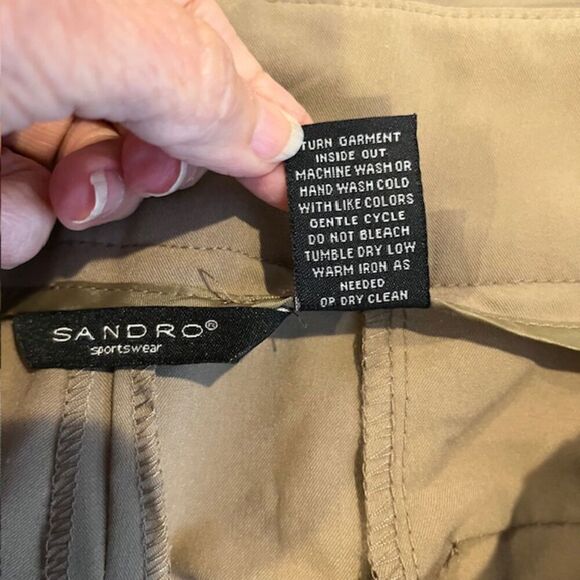 TURN GARMENT
INSIDE OUT
MACHINE WASH OR
HAND WASH COLD
WITH LIKE COLORS
GENTLE CYCLE
DO NOT BLEACH
TUMBLE DRY LOW
WARM IRON AS
NEEDED
OR DRY CLEAN
SANDRO®
sportswear